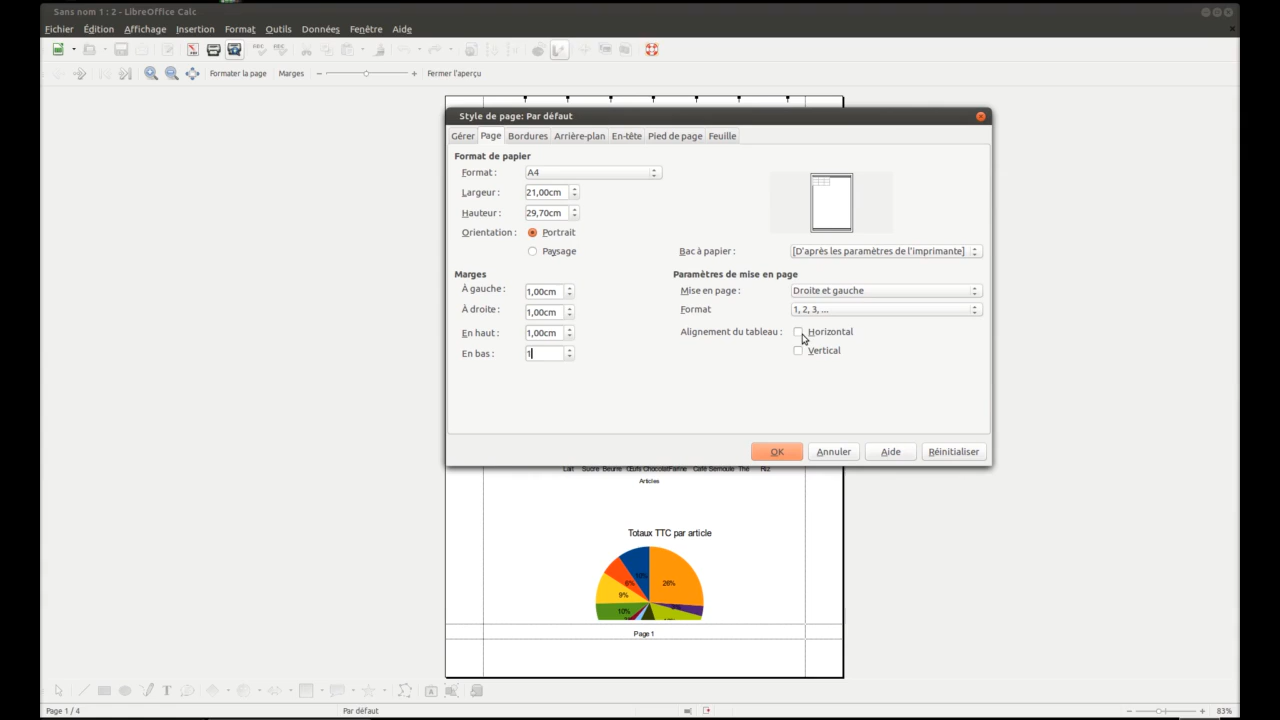 Sans nom 1 : 2 - LibreOffice Calc
Fichier Édition Affichage Insertion Format Outils Données Fenêtre Aide
Formater la page Marges Fermer l'aperçu
Style de page: Par défaut
Gérer Page Bordures Arrière-plan En-tête Pied de page Feuille
Format de papier
Format : A4
Largeur : 21,00cm
Hauteur : 29,70cm
Orientation : Portrait
Paysage
Bac à papier : [D'après les paramètres de l'imprimante]
Marges
Paramètres de mise en page
À gauche : 1,00cm
Mise en page : Droite et gauche
À droite : 1,00cm
Format 1, 2, 3, ...
En haut : 1,00cm
Alignement du tableau : Horizontal
En bas : 1
Vertical
OK Annuler Aide Réinitialiser
Lait Sucre Beurre Œufs Chocolat Farine Café Semoule Thé Riz
Articles
Totaux TTC par article
26%
9%
10%
Page 1
Page 1 / 4 Par défaut 83%